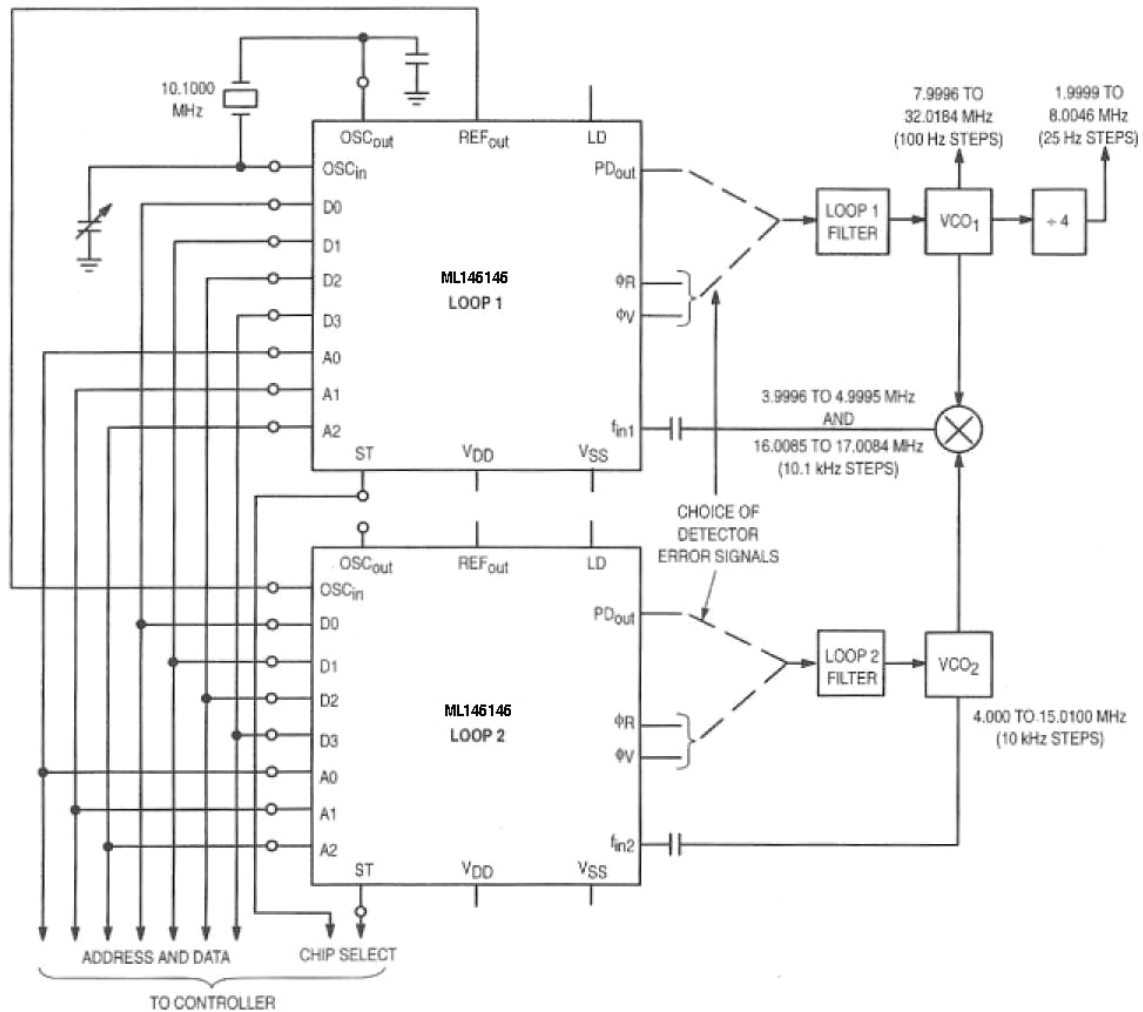 10.1000
MHz
OSCout
REFout
LD
OSCin
D0
D1
D2
D3
A0
A1
A2
ST
VDD
VSS
ML145146
LOOP 1
PDout
ϕR
ϕV
fin1
LOOP 1
FILTER
VCO1
÷ 4
7.9996 TO
32.0184 MHz
(100 Hz STEPS)
1.9999 TO
8.0046 MHz
(25 Hz STEPS)
3.9996 TO 4.9995 MHz
AND
16.0085 TO 17.0084 MHz
(10.1 kHz STEPS)
CHOICE OF
DETECTOR
ERROR SIGNALS
OSCout
REFout
LD
OSCin
D0
D1
D2
D3
A0
A1
A2
ST
VDD
VSS
ML145146
LOOP 2
PDout
ϕR
ϕV
fin2
LOOP 2
FILTER
VCO2
4.000 TO 15.0100 MHz
(10 kHz STEPS)
ADDRESS AND DATA
CHIP SELECT
TO CONTROLLER